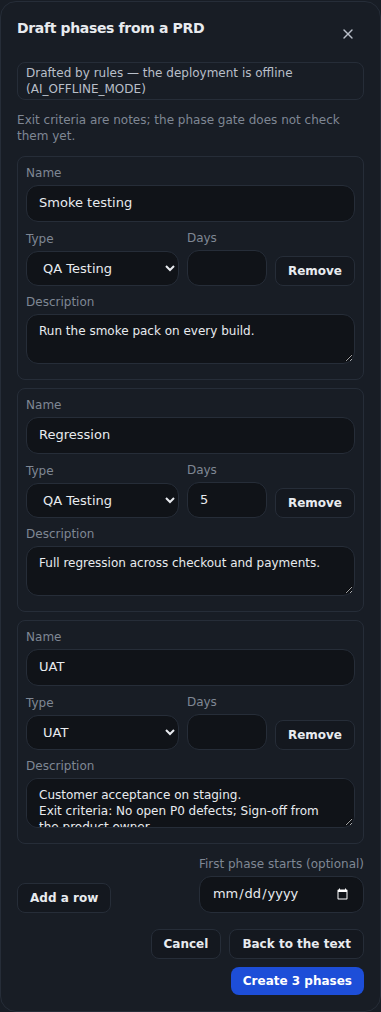 Draft phases from a PRD
Drafted by rules — the deployment is offline
(AI_OFFLINE_MODE)
Exit criteria are notes; the phase gate does not check
them yet.
Name
Smoke testing
Type
Days
QA Testing
Remove
Description
Run the smoke pack on every build.
Name
Regression
Type
Days
QA Testing
5
Remove
Description
Full regression across checkout and payments.
Name
UAT
Type
Days
UAT
Remove
Description
Customer acceptance on staging.
Exit criteria: No open P0 defects; Sign-off from
the product owner
First phase starts (optional)
Add a row
mm/dd/yyyy
Cancel
Back to the text
Create 3 phases